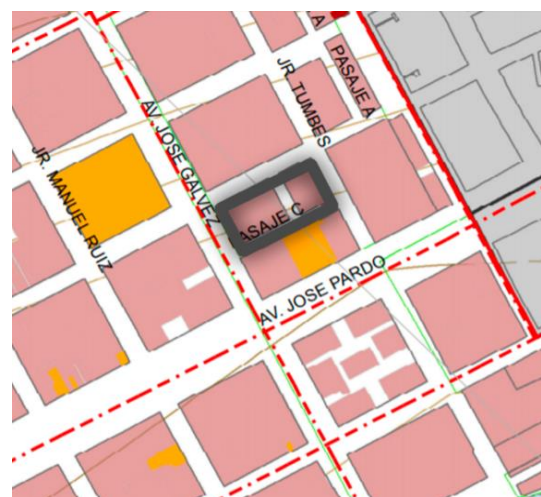 A
PASAJE A
JR. TUMBES
AV. JOSE GALVEZ
JR. MANUEL RUIZ
ASAJE C
AV. JOSE PARDO